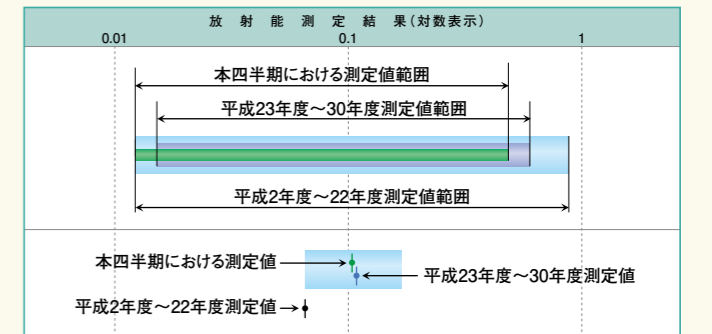 放射能測定結果(対数表示)
0.01 0.1 1
本四半期における測定値範囲
平成23年度～30年度測定値範囲
平成2年度～22年度測定値範囲
本四半期における測定値
平成23年度～30年度測定値
平成2年度～22年度測定値